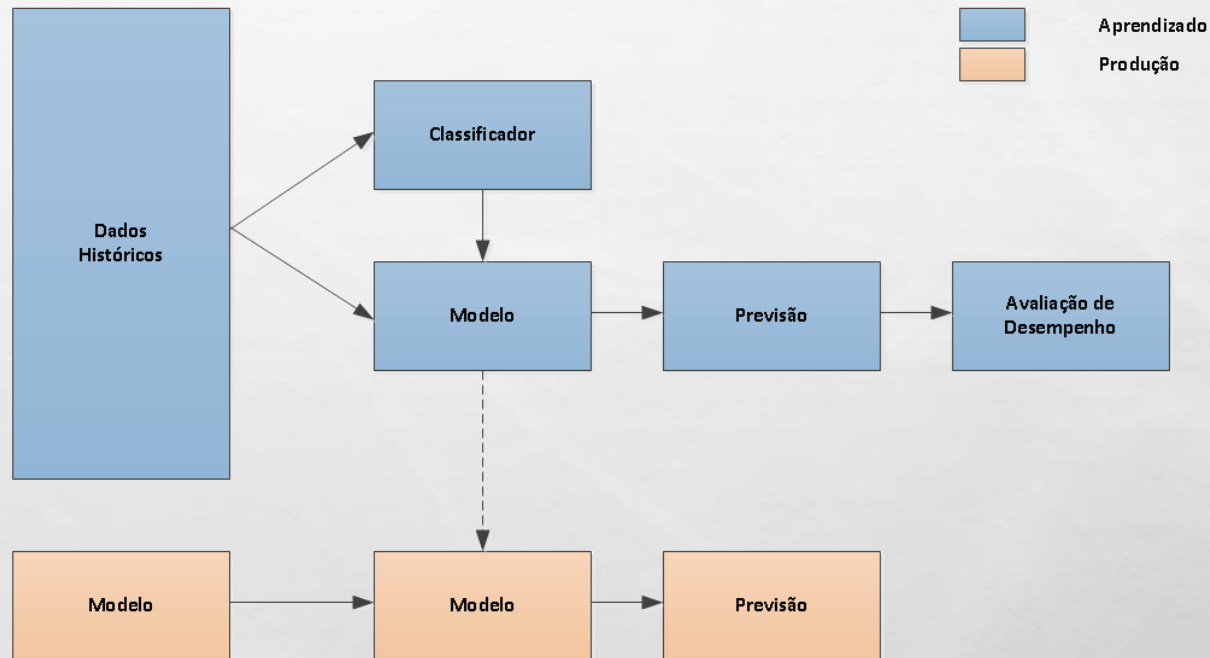 Aprendizado
Produção
Classificador
Dados
Históricos
Modelo
Previsão
Avaliação de
Desempenho
Modelo
Modelo
Previsão